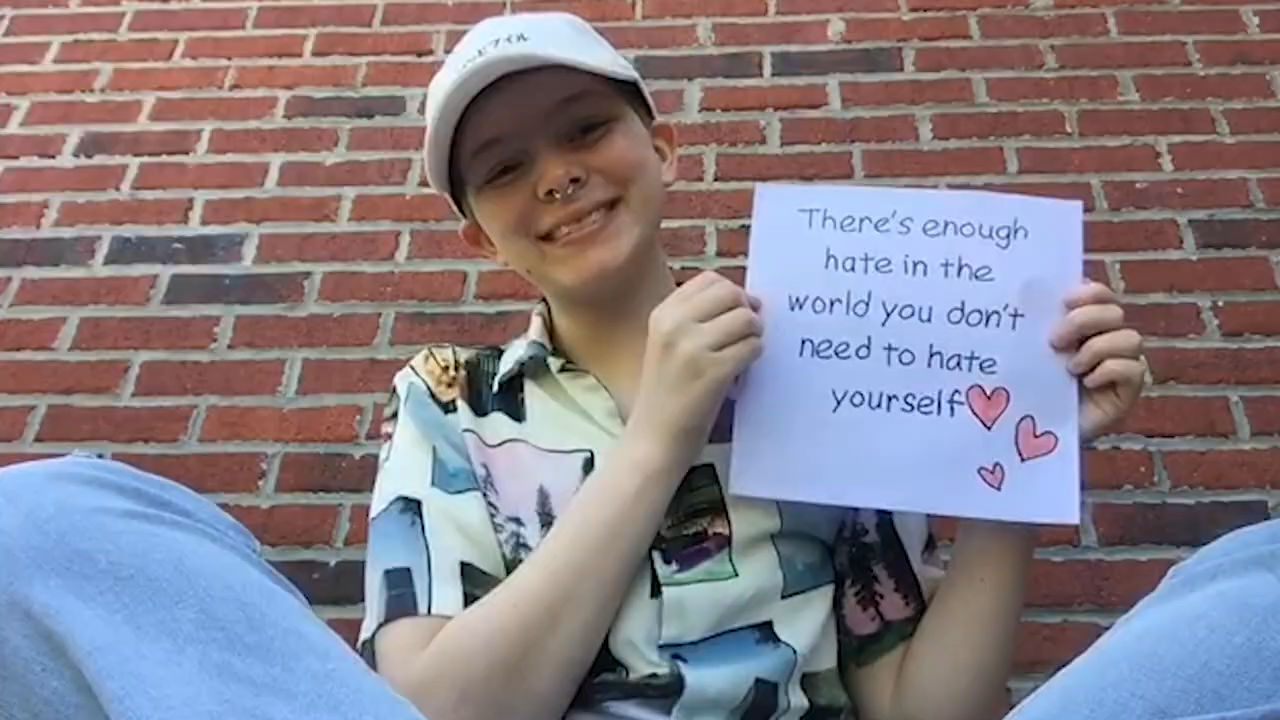 There's enough
hate in the
world you don't
need to hate
yourself